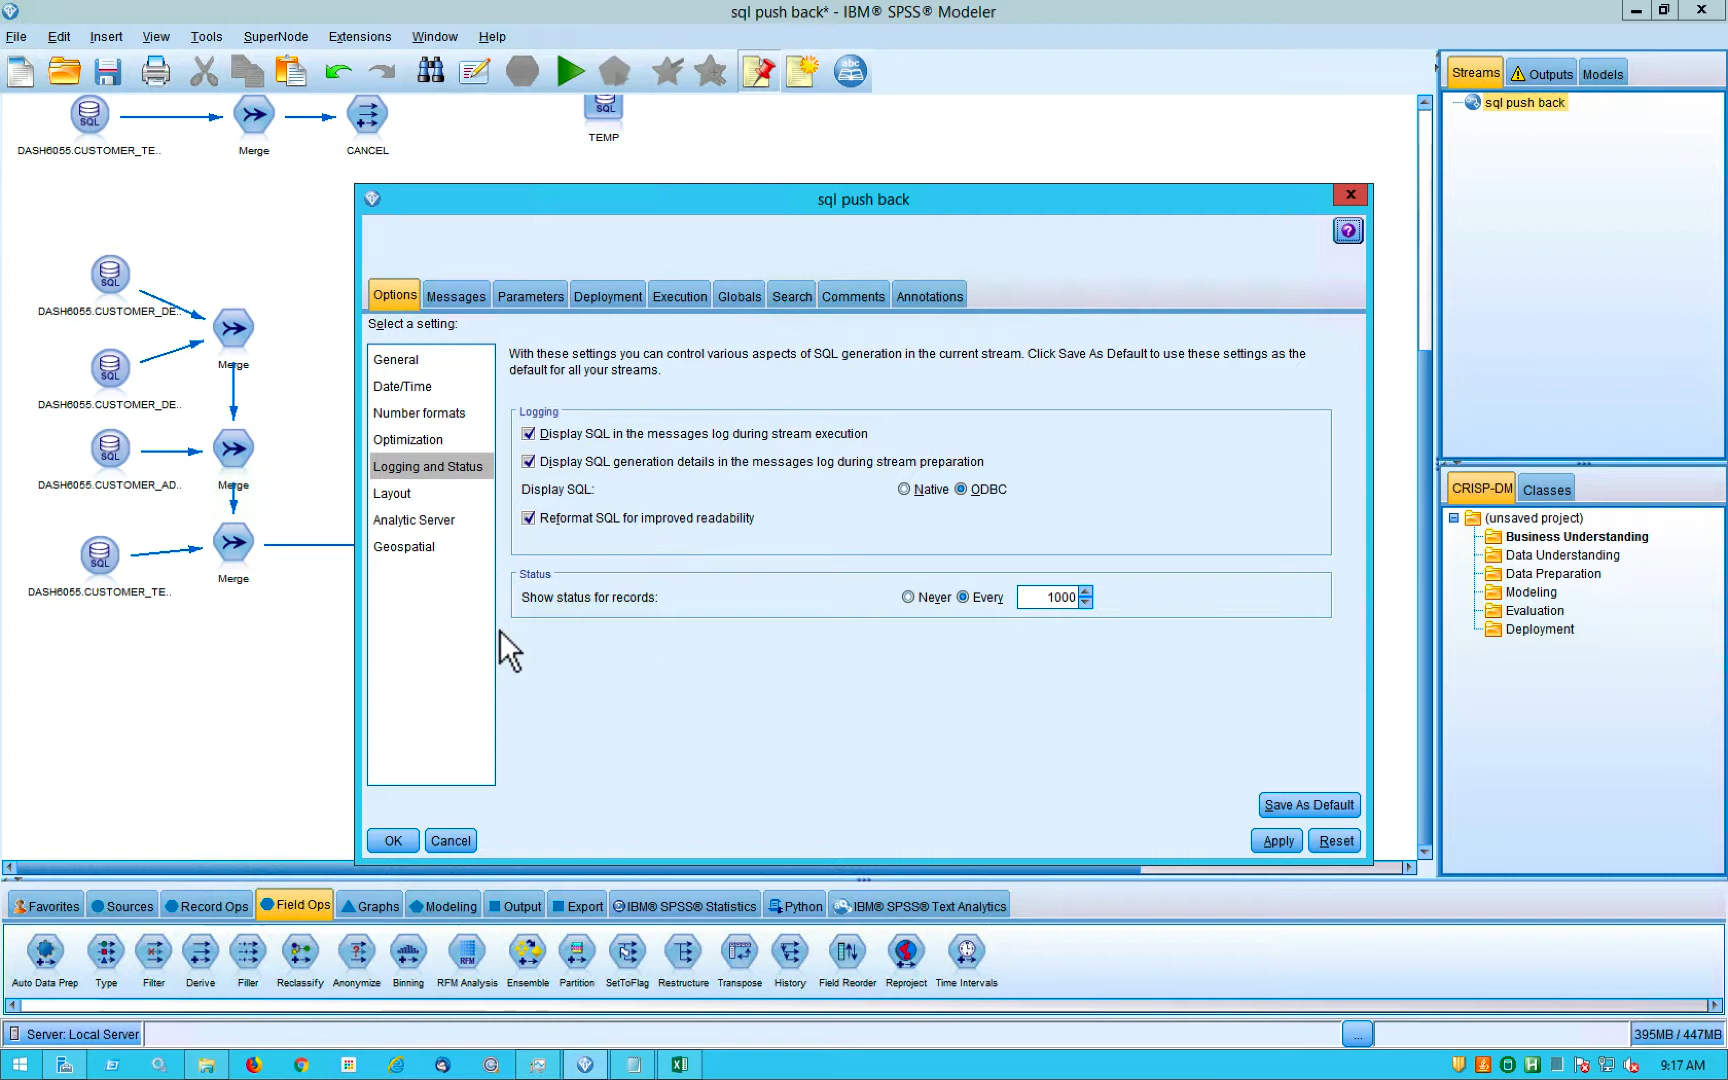 sql push back* - IBM® SPSS® Modeler
File Edit Insert View Tools SuperNode Extensions Window Help
abc
Streams Outputs Models
sql push back
SQL
DASH6055.CUSTOMER_TE..
Merge
CANCEL
SQL
TEMP
SQL
DASH6055.CUSTOMER_DE..
Merge
SQL
DASH6055.CUSTOMER_DE..
SQL
DASH6055.CUSTOMER_AD..
Merge
SQL
DASH6055.CUSTOMER_TE..
Merge
sql push back
Options Messages Parameters Deployment Execution Globals Search Comments Annotations
Select a setting:
General
Date/Time
Number formats
Optimization
Logging and Status
Layout
Analytic Server
Geospatial
With these settings you can control various aspects of SQL generation in the current stream. Click Save As Default to use these settings as the
default for all your streams.
Logging
Display SQL in the messages log during stream execution
Display SQL generation details in the messages log during stream preparation
Display SQL: Native ODBC
Reformat SQL for improved readability
Status
Show status for records: Never Every 1000
Save As Default
OK Cancel Apply Reset
CRISP-DM Classes
(unsaved project)
Business Understanding
Data Understanding
Data Preparation
Modeling
Evaluation
Deployment
Favorites Sources Record Ops Field Ops Graphs Modeling Output Export IBM® SPSS® Statistics Python IBM® SPSS® Text Analytics
RFM
Auto Data Prep Type Filter Derive Filler Reclassify Anonymize Binning RFM Analysis Ensemble Partition SetToFlag Restructure Transpose History Field Reorder Reproject Time Intervals
Server: Local Server ... 395MB / 447MB
9:17 AM